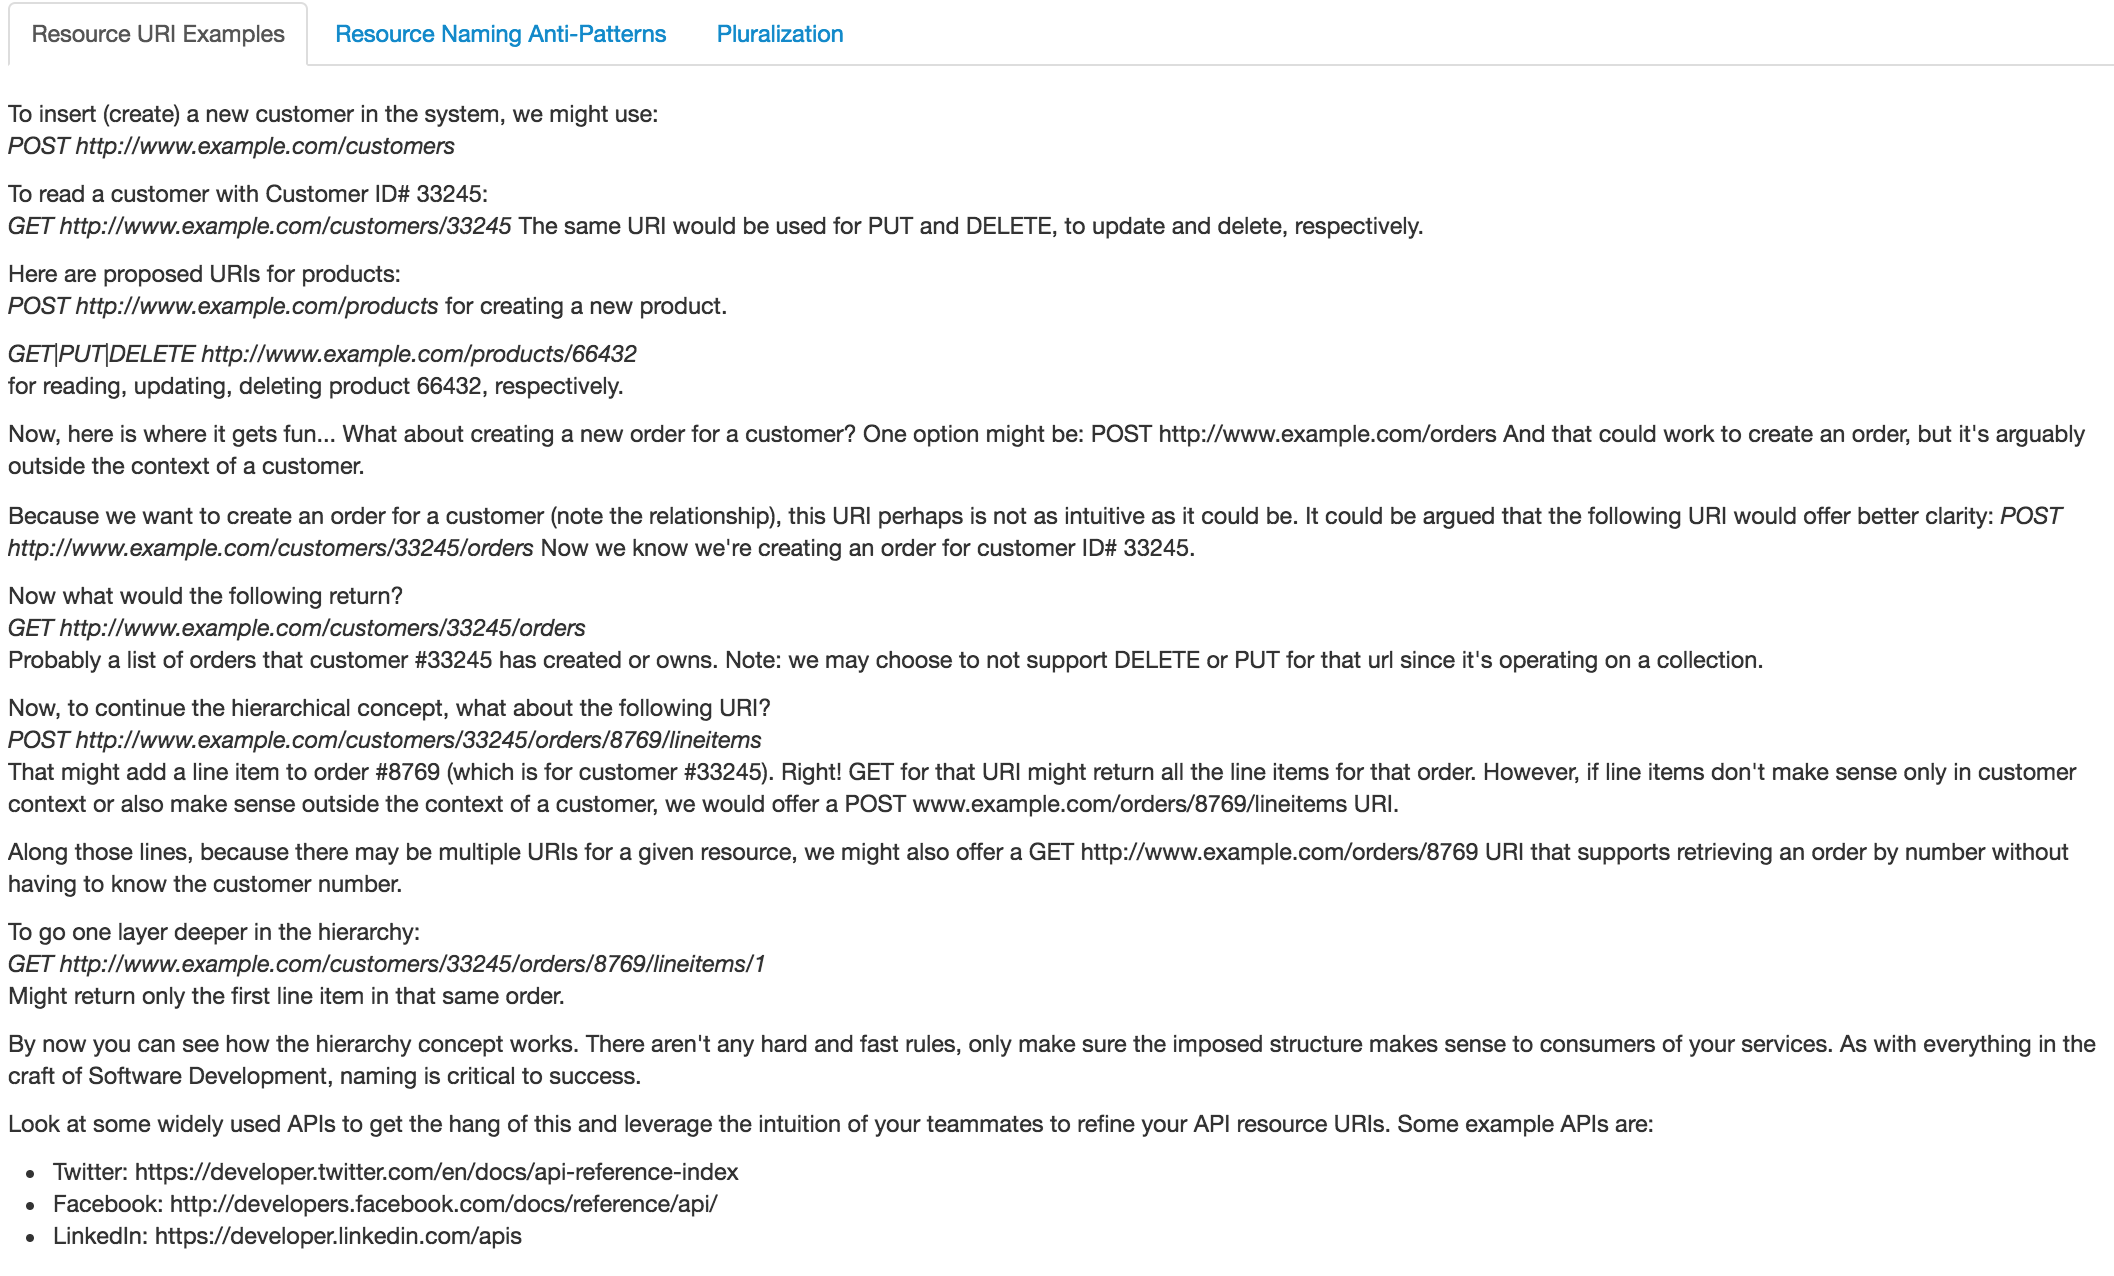 Resource URI Examples
Resource Naming Anti-Patterns
Pluralization
To insert (create) a new customer in the system, we might use:
POST http://www.example.com/customers
To read a customer with Customer ID# 33245:
GET http://www.example.com/customers/33245 The same URI would be used for PUT and DELETE, to update and delete, respectively.
Here are proposed URIs for products:
POST http://www.example.com/products for creating a new product.
GET|PUT|DELETE http://www.example.com/products/66432
for reading, updating, deleting product 66432, respectively.
Now, here is where it gets fun... What about creating a new order for a customer? One option might be: POST http://www.example.com/orders And that could work to create an order, but it's arguably
outside the context of a customer.
Because we want to create an order for a customer (note the relationship), this URI perhaps is not as intuitive as it could be. It could be argued that the following URI would offer better clarity: POST
http://www.example.com/customers/33245/orders Now we know we're creating an order for customer ID# 33245.
Now what would the following return?
GET http://www.example.com/customers/33245/orders
Probably a list of orders that customer #33245 has created or owns. Note: we may choose to not support DELETE or PUT for that url since it's operating on a collection.
Now, to continue the hierarchical concept, what about the following URI?
POST http://www.example.com/customers/33245/orders/8769/lineitems
That might add a line item to order #8769 (which is for customer #33245). Right! GET for that URI might return all the line items for that order. However, if line items don't make sense only in customer
context or also make sense outside the context of a customer, we would offer a POST www.example.com/orders/8769/lineitems URI.
Along those lines, because there may be multiple URIs for a given resource, we might also offer a GET http://www.example.com/orders/8769 URI that supports retrieving an order by number without
having to know the customer number.
To go one layer deeper in the hierarchy:
GET http://www.example.com/customers/33245/orders/8769/lineitems/1
Might return only the first line item in that same order.
By now you can see how the hierarchy concept works. There aren't any hard and fast rules, only make sure the imposed structure makes sense to consumers of your services. As with everything in the
craft of Software Development, naming is critical to success.
Look at some widely used APIs to get the hang of this and leverage the intuition of your teammates to refine your API resource URIs. Some example APIs are:
• Twitter: https://developer.twitter.com/en/docs/api-reference-index
• Facebook: http://developers.facebook.com/docs/reference/api/
• LinkedIn: https://developer.linkedin.com/apis